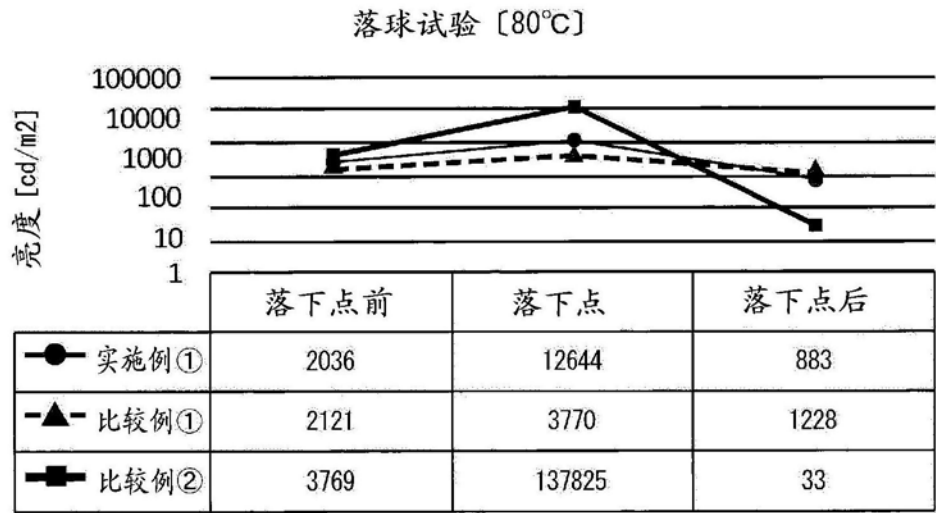 落球试验〔80℃〕
亮度 [cd/m2]
100000
10000
1000
100
10
1
落下点前 落下点 落下点后
实施例① 2036 12644 883
比较例① 2121 3770 1228
比较例② 3769 137825 33